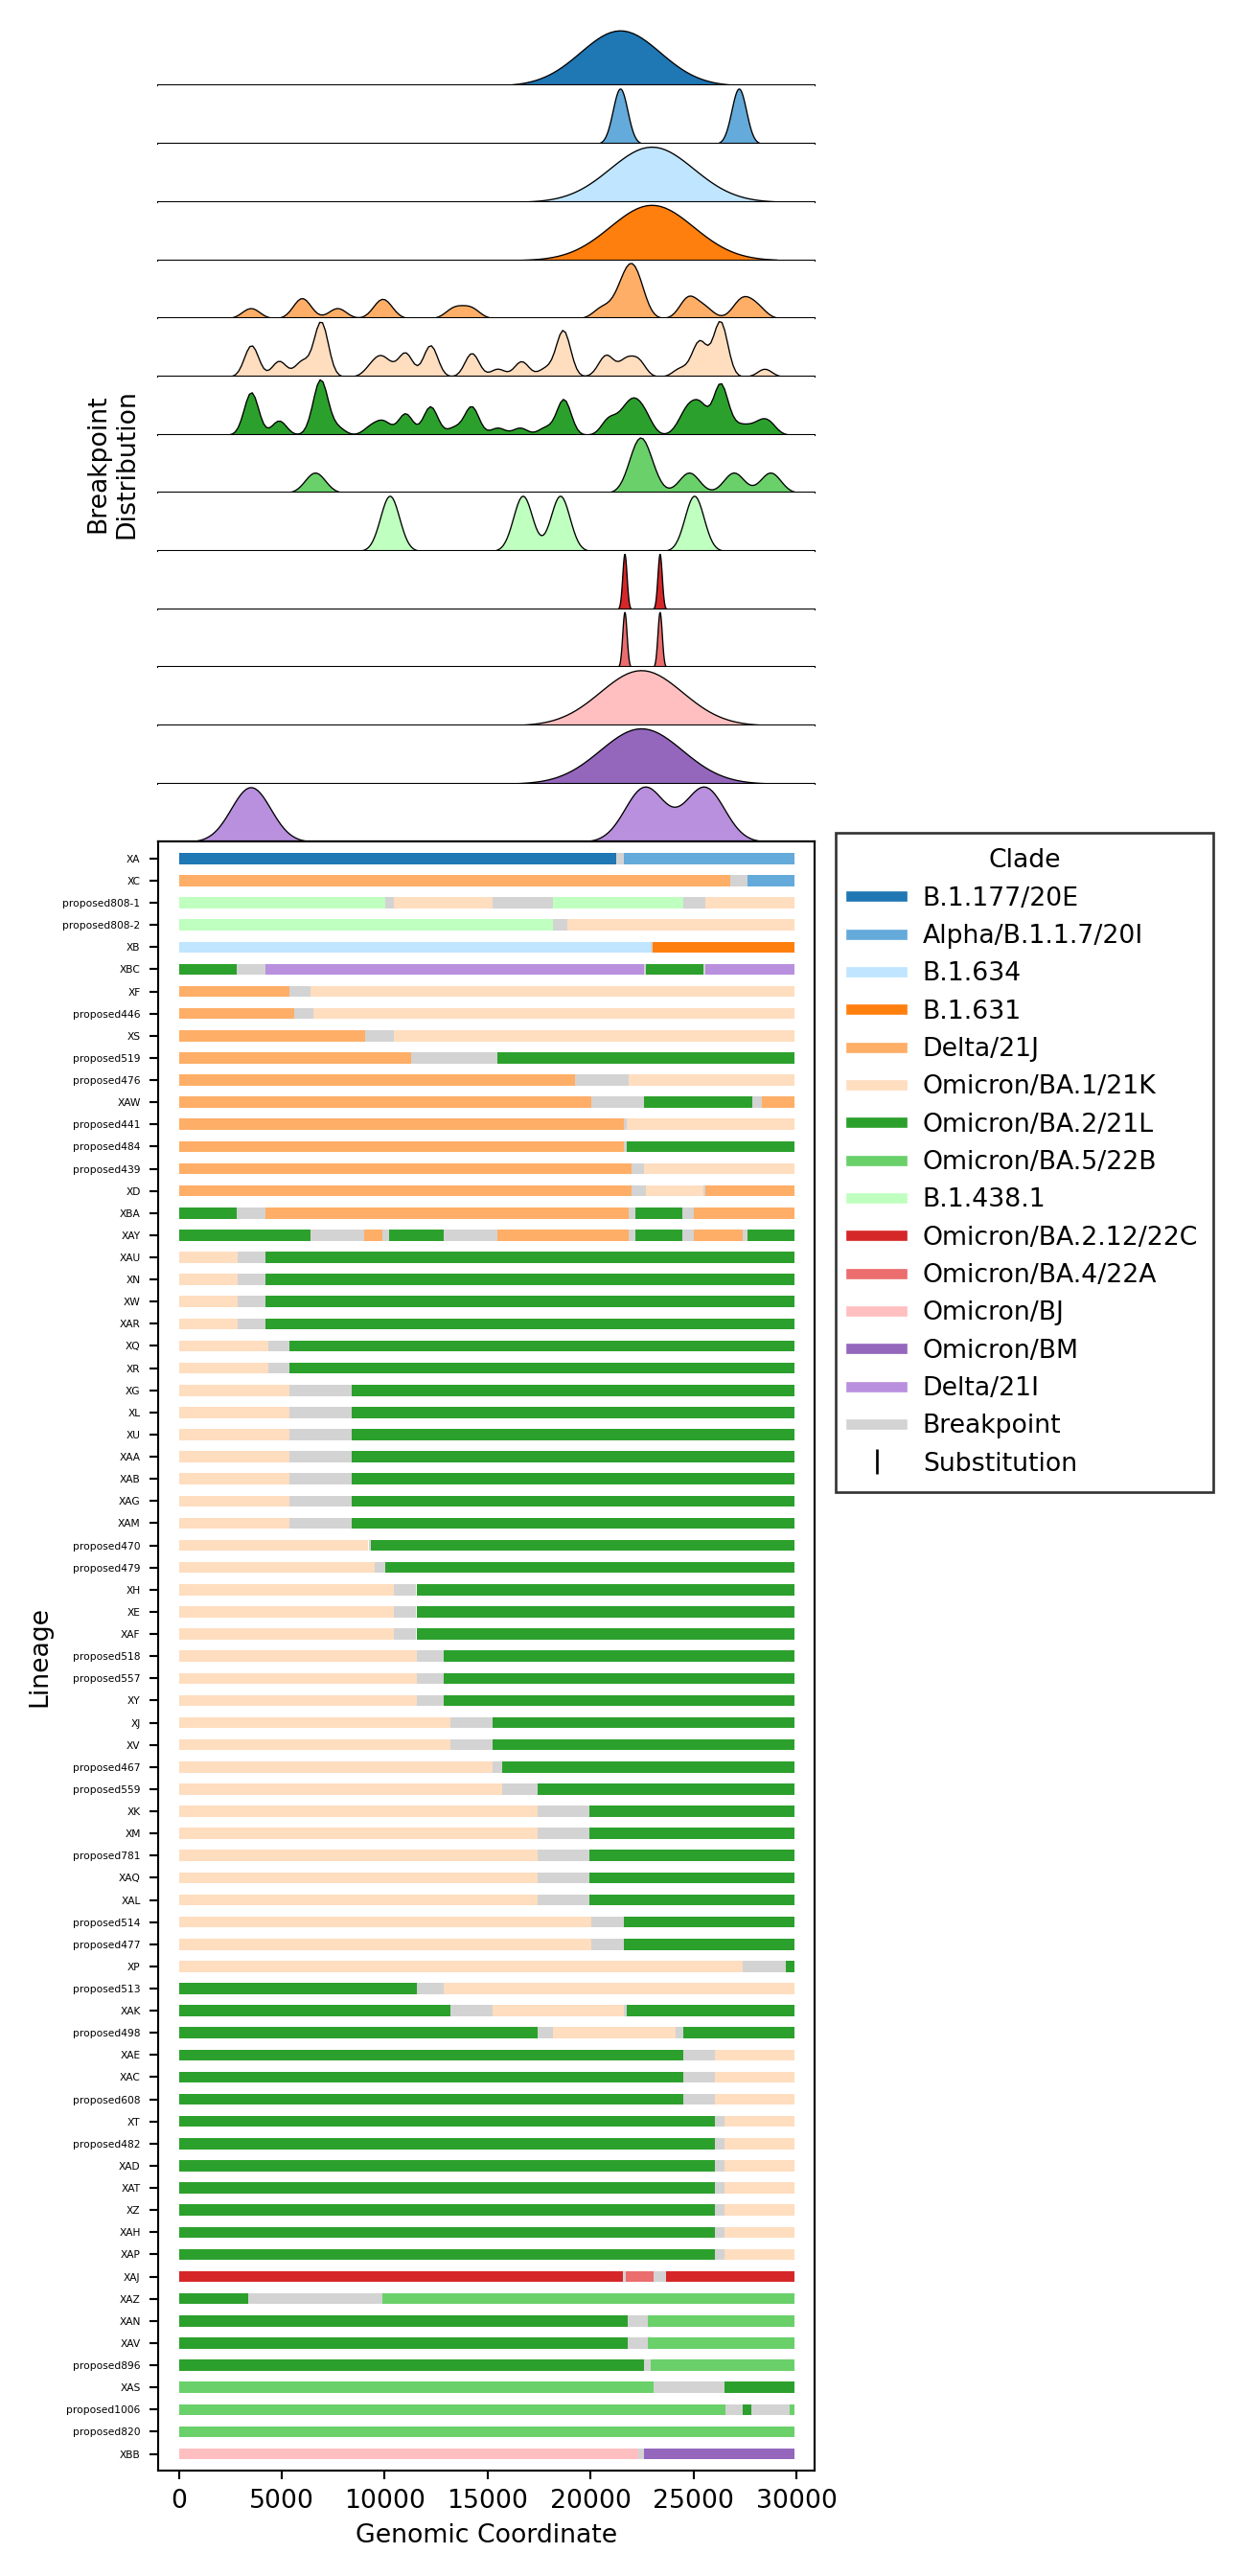 Breakpoint
Distribution
XA
XC
proposed808-1
proposed808-2
XB
XBC
XF
proposed446
XS
proposed519
proposed476
XAW
proposed441
proposed484
proposed439
XD
XBA
XAY
XAU
XN
XW
XAR
XQ
XR
XG
XL
XU
XAA
XAB
XAG
XAM
proposed470
proposed479
XH
XE
XAF
proposed518
proposed557
XY
XJ
XV
proposed467
proposed559
XK
XM
proposed781
XAQ
XAL
proposed514
proposed477
XP
proposed513
XAK
proposed498
XAE
XAC
proposed608
XT
proposed482
XAD
XAT
XZ
XAH
XAP
XAJ
XAZ
XAN
XAV
proposed896
XAS
proposed1006
proposed820
XBB
Lineage
0 5000 10000 15000 20000 25000 30000
Genomic Coordinate
Clade
B.1.177/20E
Alpha/B.1.1.7/20I
B.1.634
B.1.631
Delta/21J
Omicron/BA.1/21K
Omicron/BA.2/21L
Omicron/BA.5/22B
B.1.438.1
Omicron/BA.2.12/22C
Omicron/BA.4/22A
Omicron/BJ
Omicron/BM
Delta/21I
Breakpoint
Substitution